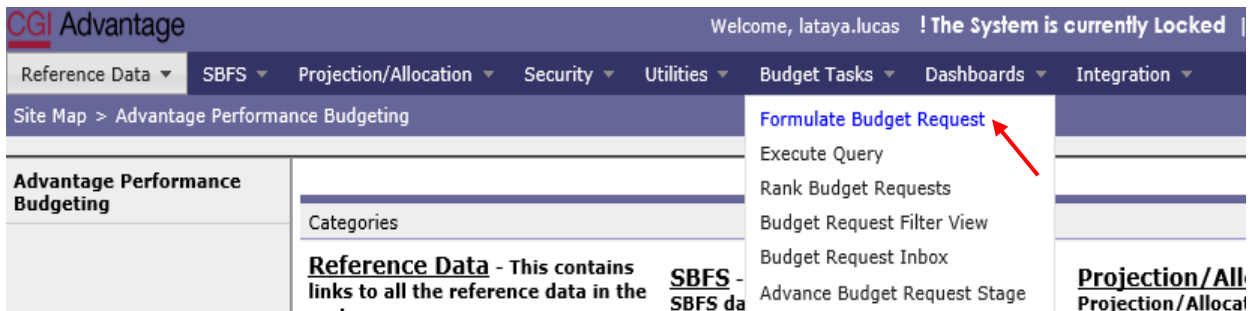 CGI Advantage
Welcome, lataya.lucas ! The System is currently Locked |
Reference Data SBFS Projection/Allocation Security Utilities Budget Tasks Dashboards Integration
Site Map > Advantage Performance Budgeting
Formulate Budget Request
Execute Query
Rank Budget Requests
Budget Request Filter View
Budget Request Inbox
Advance Budget Request Stage
Advantage Performance
Budgeting
Categories
Reference Data - This contains
links to all the reference data in the
SBFS -
SBFS da
Projection/All
Projection/Allocat